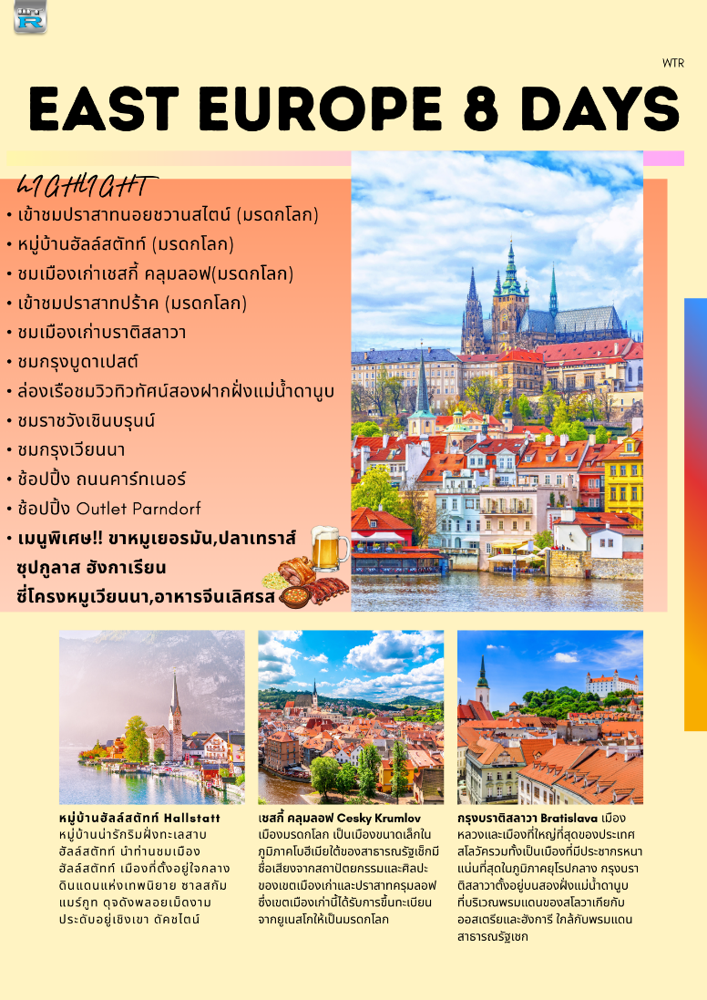 WTR
WTR
EAST EUROPE 8 DAYS
HIGHLIGHT
• เข้าชมปราสาทนอยชวานสไตน์ (มรดกโลก)
• หมู่บ้านฮัลล์สตัทท์ (มรดกโลก)
• ชมเมืองเก่าเชสกี้ คลุมลอฟ(มรดกโลก)
• เข้าชมปราสาทปร้าค (มรดกโลก)
• ชมเมืองเก่าบราติสลาวา
• ชมกรุงบูดาเปสต์
• ล่องเรือชมวิวทิวทัศน์สองฝากฝั่งแม่น้ำดานูบ
• ชมราชวังเชินบรุนน์
• ชมกรุงเวียนนา
• ช้อปปิ้ง ถนนคาร์ทเนอร์
• ช้อปปิ้ง Outlet Parndorf
• เมนูพิเศษ!! ขาหมูเยอรมัน,ปลาเทราส์
ซุปกูลาส ฮังกาเรียน
ซี่โครงหมูเวียนนา,อาหารจีนเลิศรส
หมู่บ้านฮัลล์สตัทท์ Hallstatt
หมู่บ้านน่ารักริมฝั่งทะเลสาบ
ฮัลล์สตัทท์ นำท่านชมเมือง
ฮัลล์สตัทท์ เมืองที่ตั้งอยู่ใจกลาง
ดินแดนแห่งเทพนิยาย ซาลสกัม
แมร์กูท ดุจดังพลอยเม็ดงาม
ประดับอยู่เชิงเขา ดัคชไตน์
เชสกี้ คลุมลอฟ Cesky Krumlov
เมืองมรดกโลก เป็นเมืองขนาดเล็กใน
ภูมิภาคโบฮีเมียใต้ของสาธารณรัฐเช็กมี
ชื่อเสียงจากสถาปัตยกรรมและศิลปะ
ของเขตเมืองเก่าและปราสาทครุมลอฟ
ซึ่งเขตเมืองเก่านี้ได้รับการขึ้นทะเบียน
จากยูเนสโกให้เป็นมรดกโลก
กรุงบราติสลาวา Bratislava เมือง
หลวงและเมืองที่ใหญ่ที่สุดของประเทศ
สโลวัครวมทั้งเป็นเมืองที่มีประชากรหนา
แน่นที่สุดในภูมิภาคยุโรปกลาง กรุงบรา
ติสลาวาตั้งอยู่บนสองฝั่งแม่น้ำดานูบ
ที่บริเวณพรมแดนของสโลวาเกียกับ
ออสเตรียและฮังการี ใกล้กับพรมแดน
สาธารณรัฐเชก